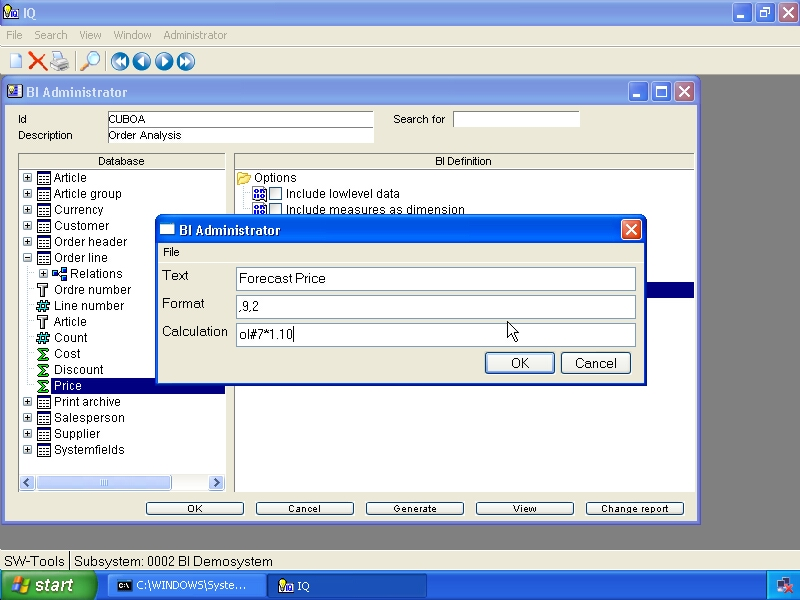 IQ
File Search View Window Administrator
BI Administrator
Id CUBOA Search for
Description Order Analysis
Database BI Definition
Article Options
Article group Include lowlevel data
Currency Include measures as dimension
Customer
Order header
Order line
Relations
Ordre number
Line number
Article
Count
Cost
Discount
Price
Print archive
Salesperson
Supplier
Systemfields
BI Administrator
File
Text Forecast Price
Format ,9,2
Calculation ol#7*1.10
OK Cancel
OK Cancel Generate View Change report
SW-Tools Subsystem: 0002 BI Demosystem
start C:\WINDOWS\Syste... IQ